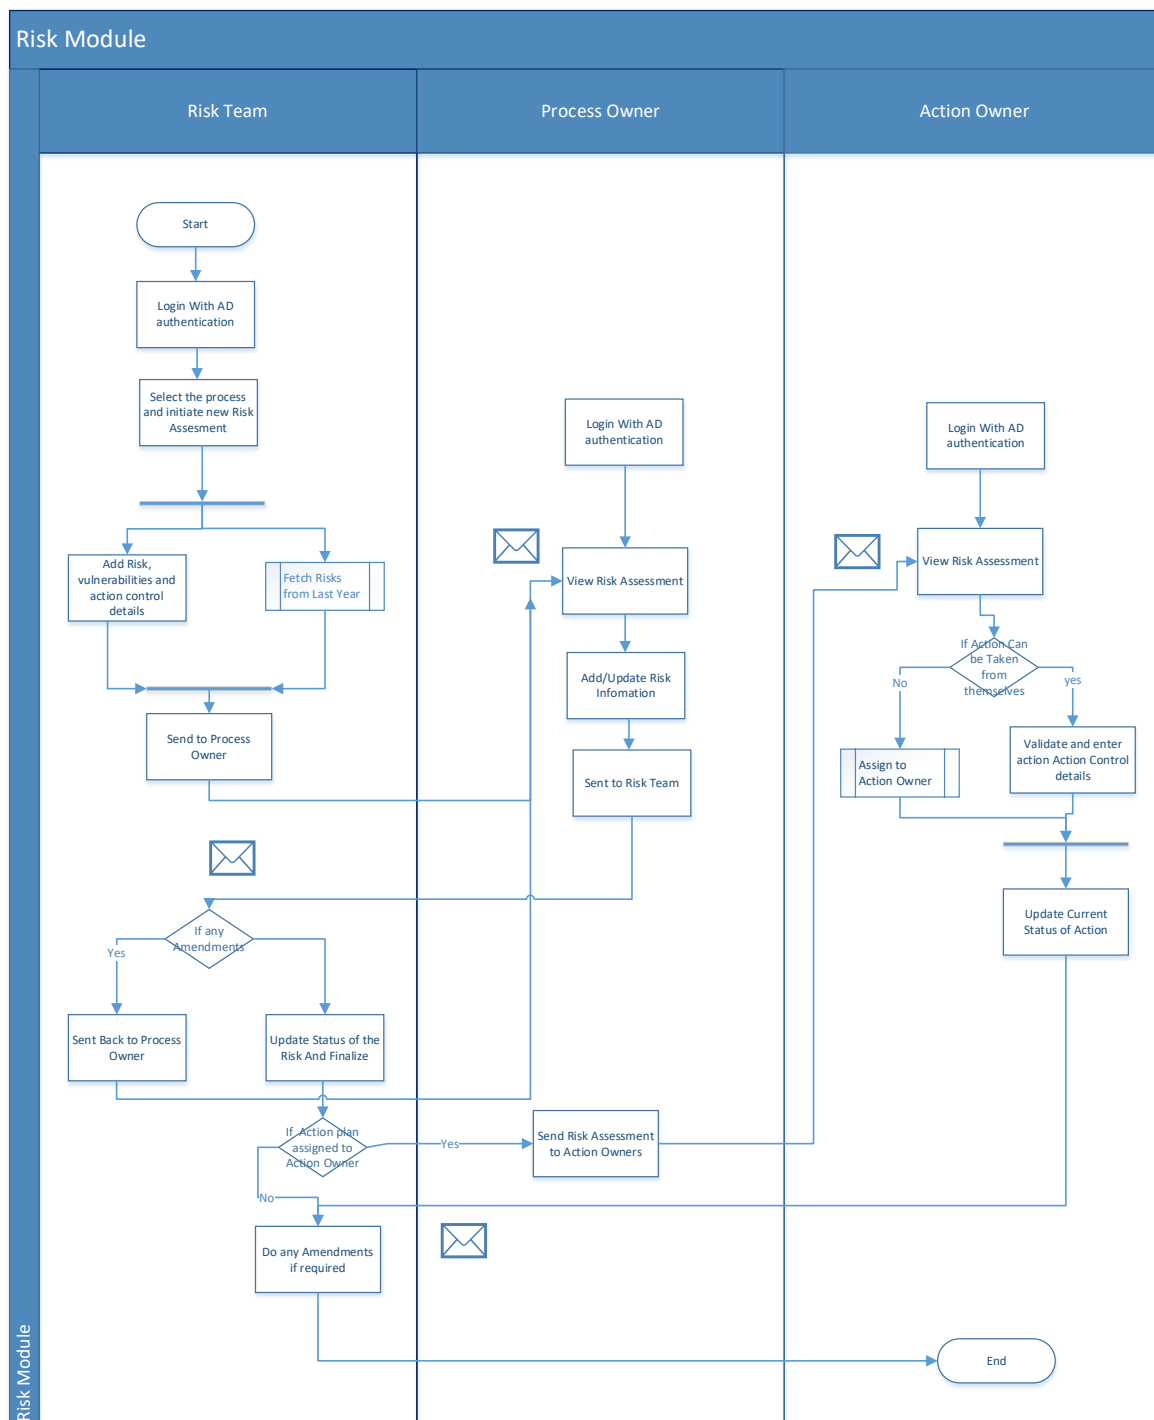 Risk Module
Risk Team
Process Owner
Action Owner
Start
Login With AD
authentication
Select the process
and initiate new Risk
Assesment
Add Risk,
vulnerabilities and
action control
details
Fetch Risks
from Last Year
Send to Process
Owner
If any
Amendments
Yes
Sent Back to Process
Owner
Update Status of the
Risk And Finalize
If  Action plan
assigned to
Action Owner
Yes
No
Do any Amendments
if required
Login With AD
authentication
View Risk Assessment
Add/Update Risk
Infomation
Sent to Risk Team
Send Risk Assessment
to Action Owners
Login With AD
authentication
View Risk Assessment
If Action Can
be Taken
from
themselves
No
yes
Assign to
Action Owner
Validate and enter
action Action Control
details
Update Current
Status of Action
End
Risk Module